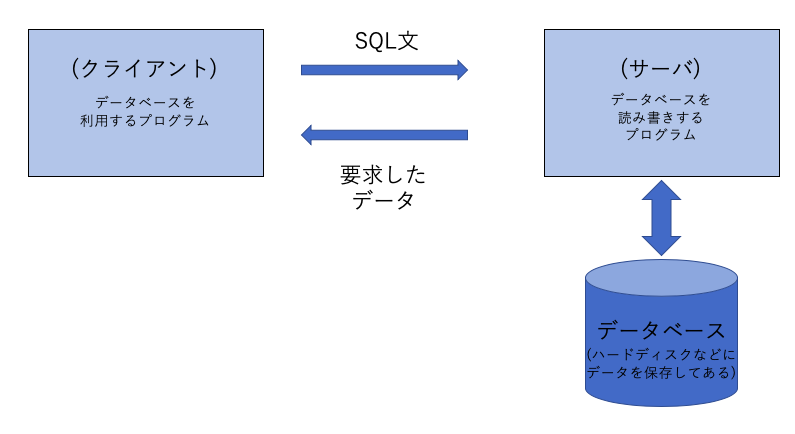 (クライアント)
データベースを
利用するプログラム
SQL文
要求した
データ
(サーバ)
データベースを
読み書きする
プログラム
データベース
(ハードディスクなどに
データを保存してある)